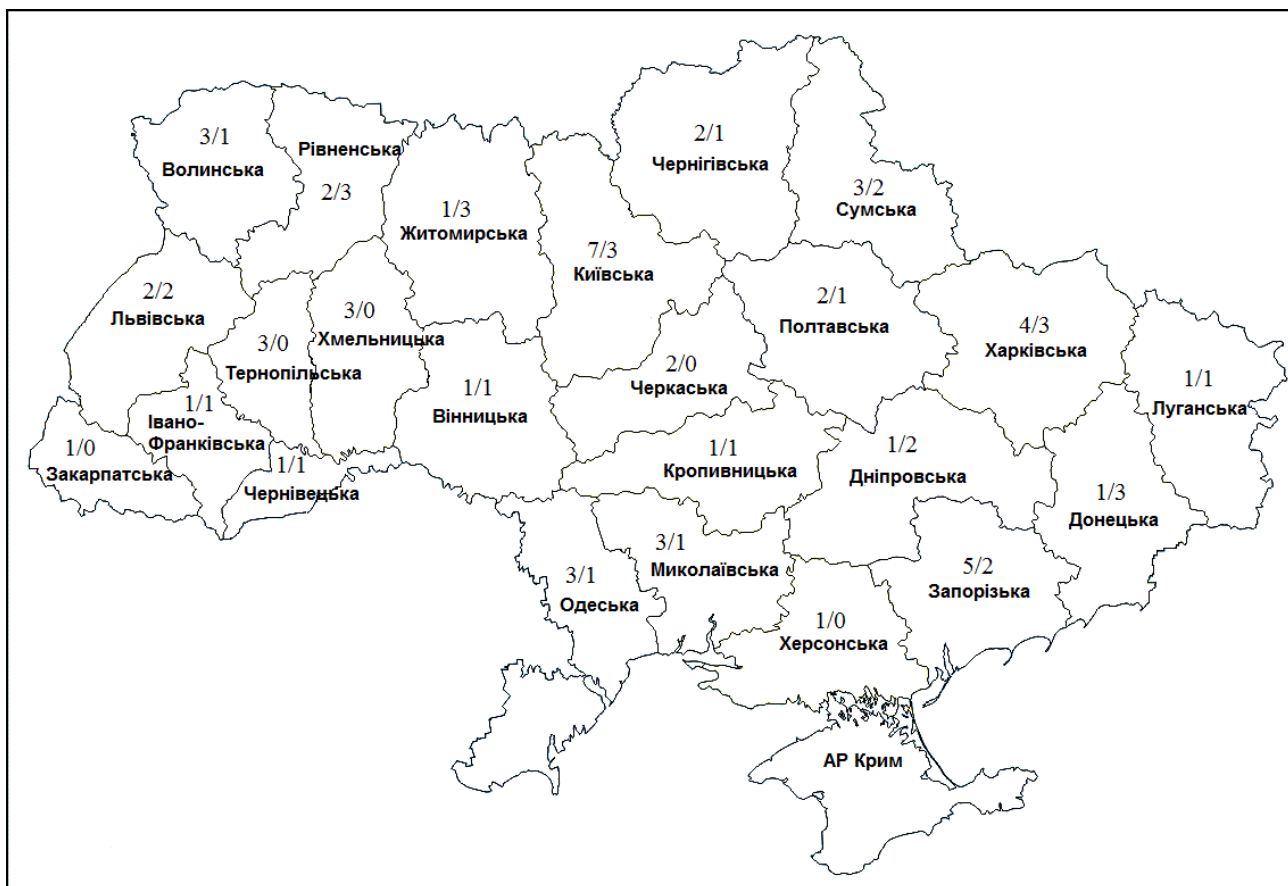 3/1
Волинська
Рівненська
2/3
1/3
Житомирська
7/3
Київська
2/1
Чернігівська
3/2
Сумська
2/2
Львівська
3/0
Тернопільська
3/0
Хмельницька
1/1
Вінницька
2/0
Черкаська
2/1
Полтавська
4/3
Харківська
1/1
Луганська
1/0
Закарпатська
1/1
Івано-
Франківська
1/1
Чернівецька
1/1
Кропивницька
1/2
Дніпровська
1/3
Донецька
3/1
Одеська
3/1
Миколаївська
1/0
Херсонська
5/2
Запорізька
АР Крим